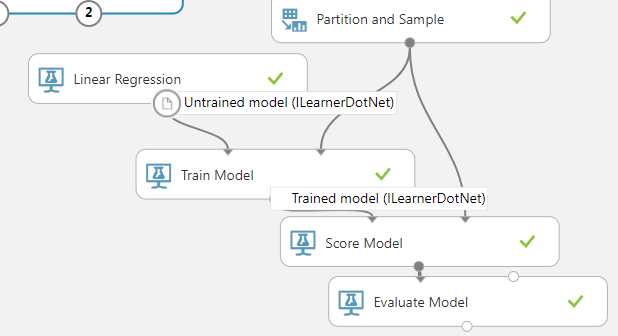 2
Partition and Sample
Linear Regression
Untrained model (ILearnerDotNet)
Train Model
Trained model (ILearnerDotNet)
Score Model
Evaluate Model